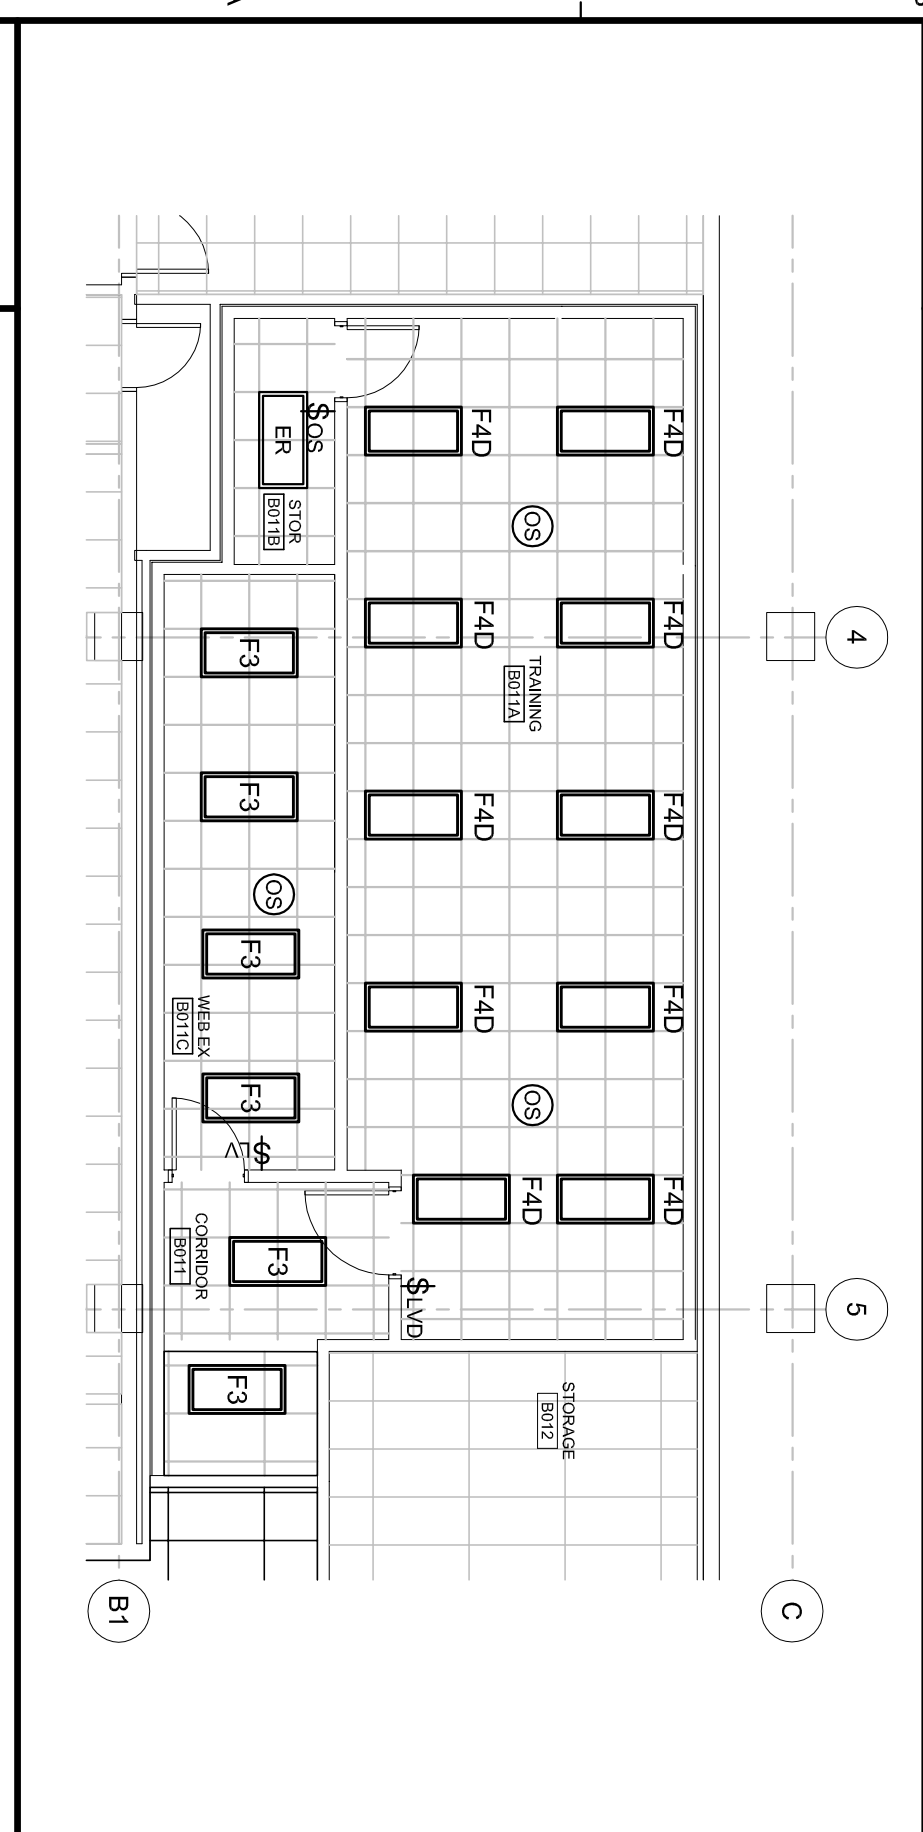 F4D
F4D
$OS
ER
STOR
B011B
OS
F4D
F4D
4
F3
TRAINING
B011A
F3
F4D
F4D
OS
F3
WEB EX
B011C
F4D
F4D
F3
OS
$LV
F4D
F4D
CORRIDOR
B011
F3
$LVD
5
F3
STORAGE
B012
B1
C